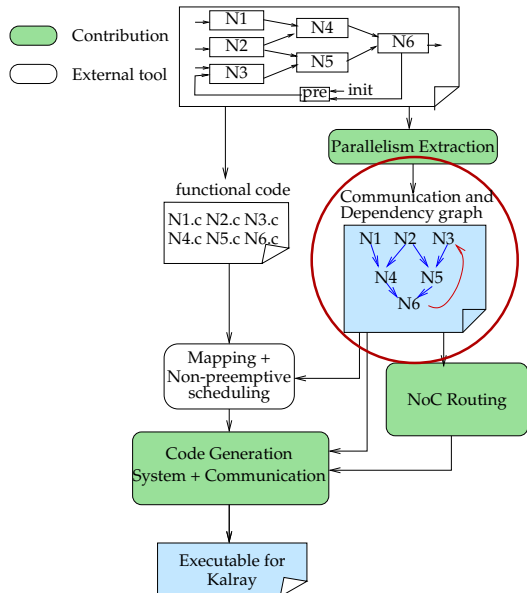 Contribution
External tool
N1
N4
N2
N6
N5
N3
pre
init
Parallelism Extraction
functional code
N1.c N2.c N3.c
N4.c N5.c N6.c
Communication and
Dependency graph
N1 N2 N3
N4 N5
N6
Mapping +
Non-preemptive
scheduling
NoC Routing
Code Generation
System + Communication
Executable for
Kalray